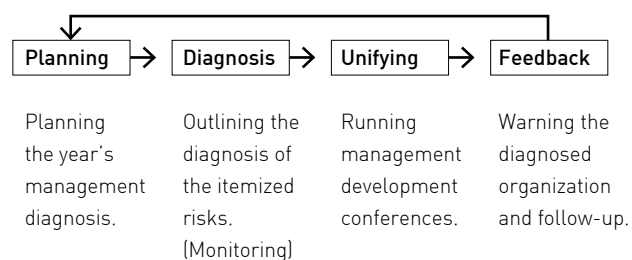 Planning
Diagnosis
Unifying
Feedback
Planning
the year's
management
diagnosis.
Outlining the
diagnosis of
the itemized
risks.
(Monitoring)
Running
management
development
conferences.
Warning the
diagnosed
organization
and follow-up.